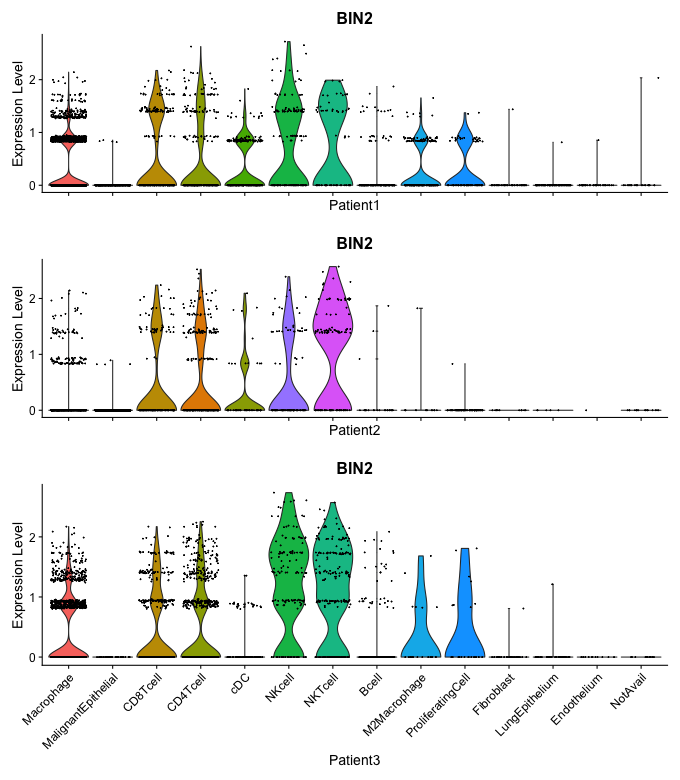 BIN2
Expression Level
2
1
0
Patient1
BIN2
Expression Level
2
1
0
Patient2
BIN2
Expression Level
2
1
0
Macrophage
MalignantEpithelial
CD8Tcell
CD4Tcell
cDC
NKcell
NKTcell
Bcell
M2Macrophage
ProliferatingCell
Fibroblast
LungEpithelium
Endothelium
NotAvail
Patient3